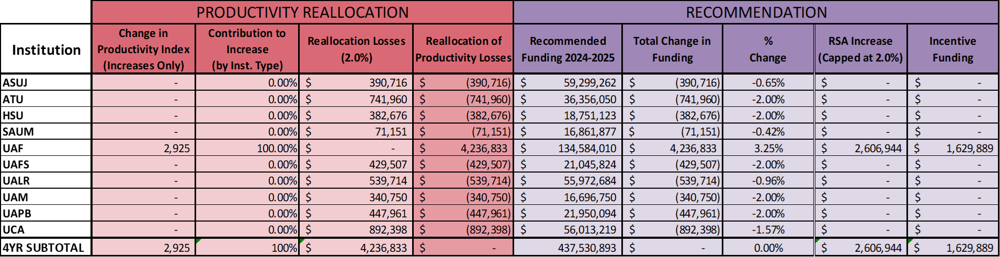 PRODUCTIVITY REALLOCATION RECOMMENDATION
Institution
Change in
Productivity Index
(Increases Only)
Contribution to
Increase
(by Inst. Type)
Reallocation Losses
(2.0%)
Reallocation of
Productivity Losses
Recommended
Funding 2024-2025
Total Change in
Funding
%
Change
RSA Increase
(Capped at 2.0%)
Incentive
Funding
ASUJ - 0.00% $ 390,716 $ (390,716) $ 59,299,262 $ (390,716) -0.65% $ - $ -
ATU - 0.00% $ 741,960 $ (741,960) $ 36,356,050 $ (741,960) -2.00% $ - $ -
HSU - 0.00% $ 382,676 $ (382,676) $ 18,751,123 $ (382,676) -2.00% $ - $ -
SAUM - 0.00% $ 71,151 $ (71,151) $ 16,861,877 $ (71,151) -0.42% $ - $ -
UAF 2,925 100.00% $ - $ 4,236,833 $ 134,584,010 $ 4,236,833 3.25% $ 2,606,944 $ 1,629,889
UAFS - 0.00% $ 429,507 $ (429,507) $ 21,045,824 $ (429,507) -2.00% $ - $ -
UALR - 0.00% $ 539,714 $ (539,714) $ 55,972,684 $ (539,714) -0.96% $ - $ -
UAM - 0.00% $ 340,750 $ (340,750) $ 16,696,750 $ (340,750) -2.00% $ - $ -
UAPB - 0.00% $ 447,961 $ (447,961) $ 21,950,094 $ (447,961) -2.00% $ - $ -
UCA - 0.00% $ 892,398 $ (892,398) $ 56,013,219 $ (892,398) -1.57% $ - $ -
4YR SUBTOTAL 2,925 100% $ 4,236,833 $ - 437,530,893 $ - 0.00% $ 2,606,944 $ 1,629,889